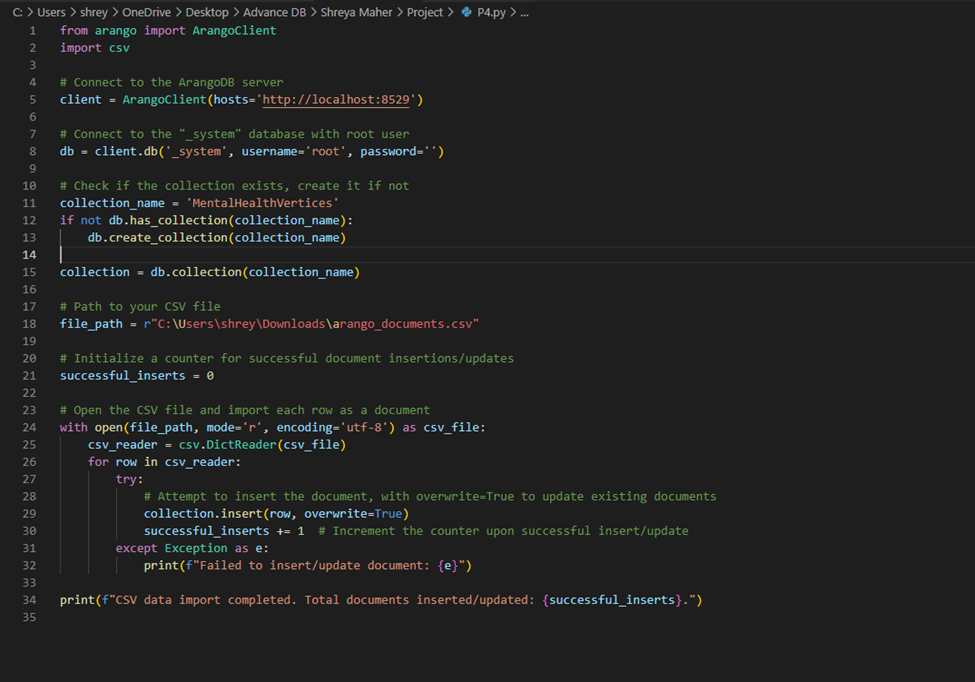 C: > Users > shrey > OneDrive > Desktop > Advance DB > Shreya Maher > Project > P4.py > ...
1 from arango import ArangoClient
2 import csv
3
4 # Connect to the ArangoDB server
5 client = ArangoClient(hosts='http://localhost:8529')
6
7 # Connect to the "_system" database with root user
8 db = client.db('_system', username='root', password='')
9
10 # Check if the collection exists, create it if not
11 collection_name = 'MentalHealthVertices'
12 if not db.has_collection(collection_name):
13     db.create_collection(collection_name)
14
15 collection = db.collection(collection_name)
16
17 # Path to your CSV file
18 file_path = r"C:\Users\shrey\Downloads\arango_documents.csv"
19
20 # Initialize a counter for successful document insertions/updates
21 successful_inserts = 0
22
23 # Open the CSV file and import each row as a document
24 with open(file_path, mode='r', encoding='utf-8') as csv_file:
25     csv_reader = csv.DictReader(csv_file)
26     for row in csv_reader:
27         try:
28             # Attempt to insert the document, with overwrite=True to update existing documents
29             collection.insert(row, overwrite=True)
30             successful_inserts += 1  # Increment the counter upon successful insert/update
31         except Exception as e:
32             print(f"Failed to insert/update document: {e}")
33
34 print(f"CSV data import completed. Total documents inserted/updated: {successful_inserts}.")
35